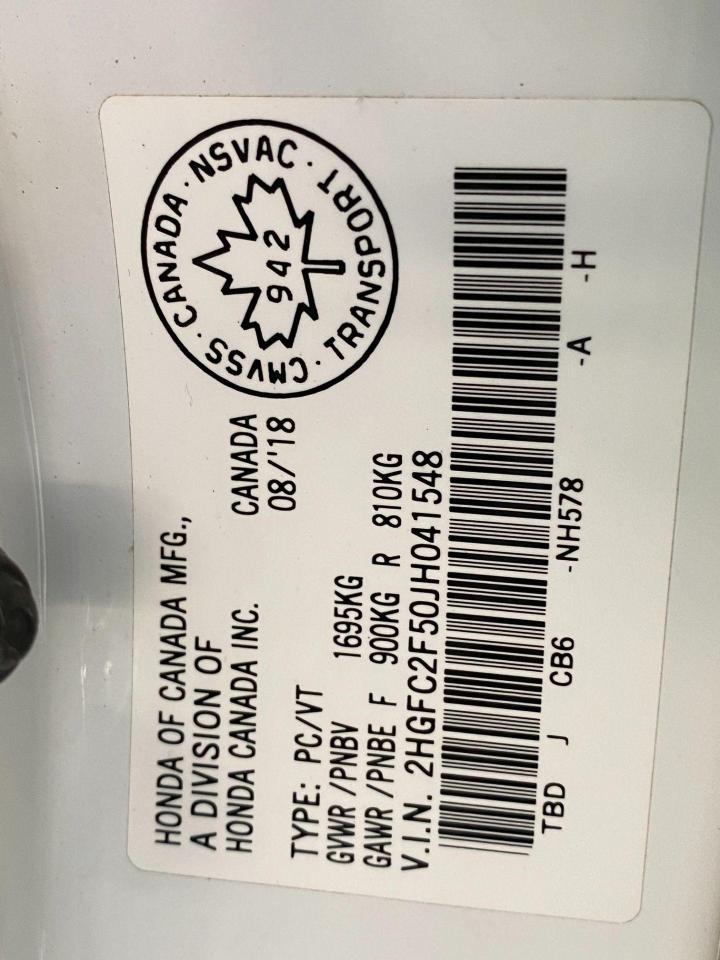 HONDA OF CANADA MFG.,
A DIVISION OF
HONDA CANADA INC. CANADA
08/'18
TYPE: PC/VT
GVWR /PNBV 1695KG
GAWR /PNBE F 900KG R 810KG
V.I.N. 2HGFC2F50JH041548
TBD J CB6 -NH578 -A -H
CMVSS · CANADA · NSVAC ·
TRANSPORT
942